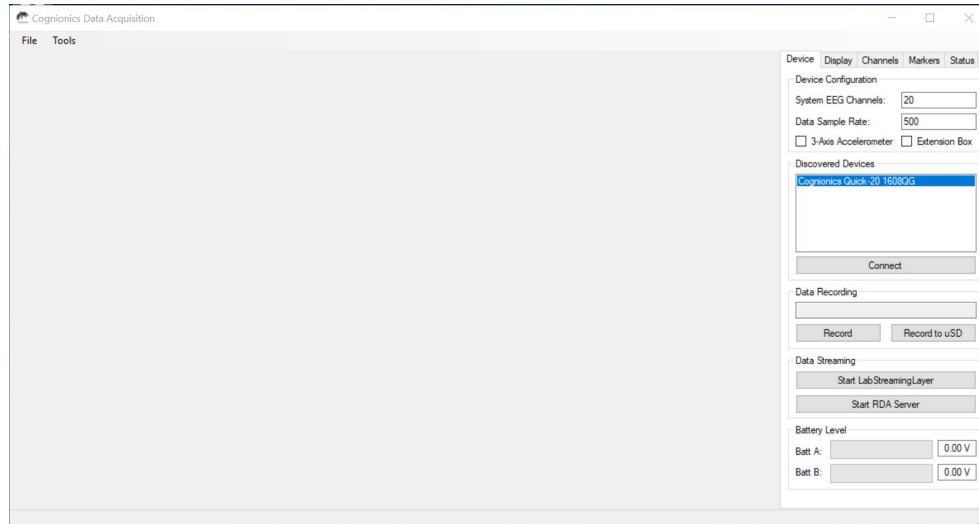 Cognionics Data Acquisition
File Tools
Device Display Channels Markers Status
Device Configuration
System EEG Channels: 20
Data Sample Rate: 500
3-Axis Accelerometer Extension Box
Discovered Devices
Cognionics Quick-20 1608QG
Connect
Data Recording
Record Record to uSD
Data Streaming
Start LabStreamingLayer
Start RDA Server
Battery Level
Batt A: 0.00 V
Batt B: 0.00 V